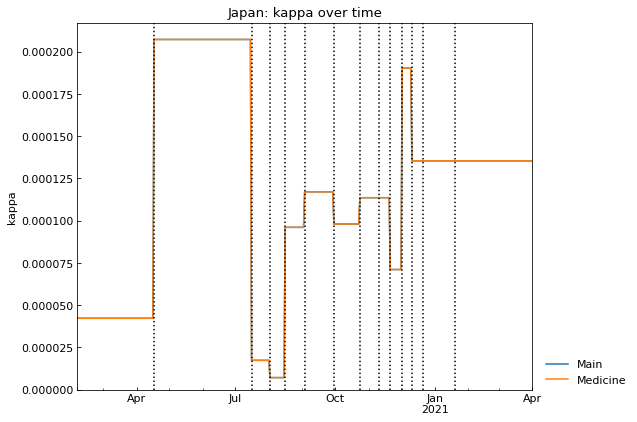 Japan: kappa over time
0.000200
0.000175
0.000150
0.000125
0.000100
0.000075
0.000050
0.000025
0.000000
kappa
Apr
Jul
Oct
Jan
2021
Apr
Main
Medicine